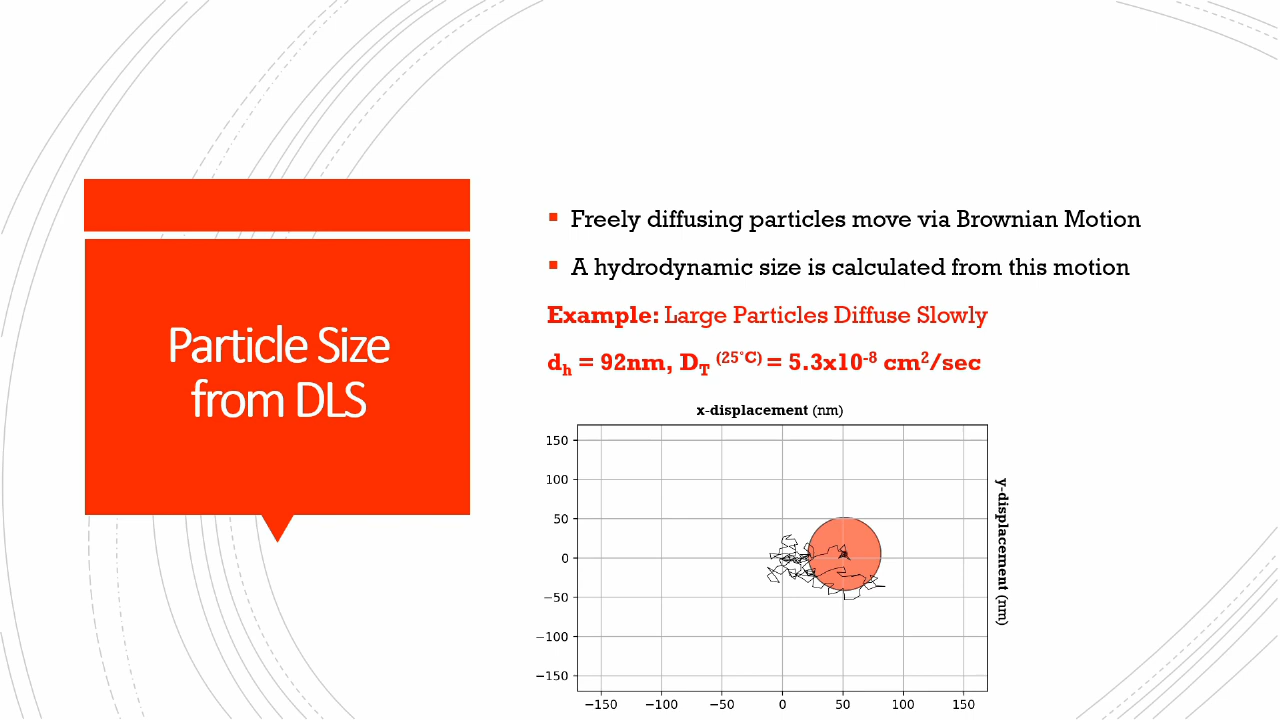 Particle Size
from DLS
▪ Freely diffusing particles move via Brownian Motion
▪ A hydrodynamic size is calculated from this motion
Example: Large Particles Diffuse Slowly
dh = 92nm, DT (25°C) = 5.3x10-8 cm2/sec
x-displacement (nm)
150
100
50
0
−50
−100
−150
−150 −100 −50 0 50 100 150
y-displacement (nm)